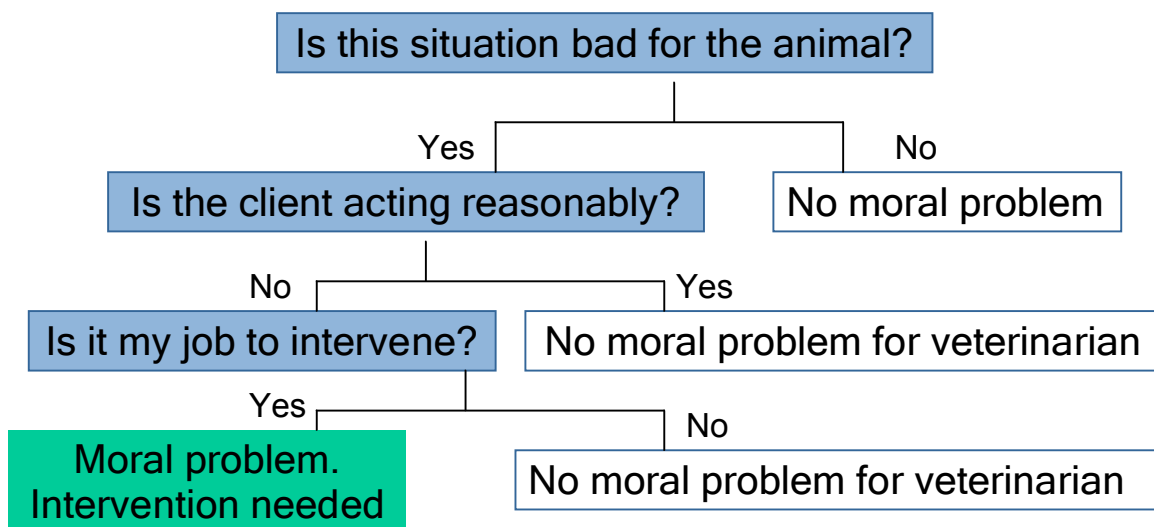 Is this situation bad for the animal?
Yes
No
Is the client acting reasonably?
No moral problem
No
Yes
Is it my job to intervene?
No moral problem for veterinarian
Yes
No
Moral problem.
Intervention needed
No moral problem for veterinarian